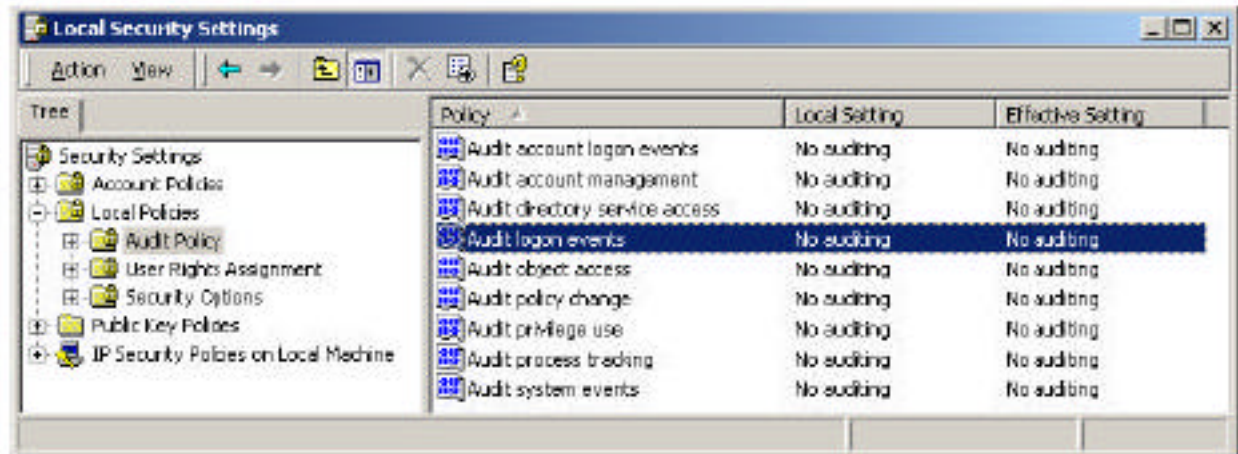 Local Security Settings
Action View
Tree
Security Settings
Account Policies
Local Policies
Audit Policy
User Rights Assignment
Security Options
Public Key Policies
IP Security Policies on Local Machine
Policy Local Setting Effective Setting
Audit account logon events No auditing No auditing
Audit account management No auditing No auditing
Audit directory service access No auditing No auditing
Audit logon events No auditing No auditing
Audit object access No auditing No auditing
Audit policy change No auditing No auditing
Audit privilege use No auditing No auditing
Audit process tracking No auditing No auditing
Audit system events No auditing No auditing